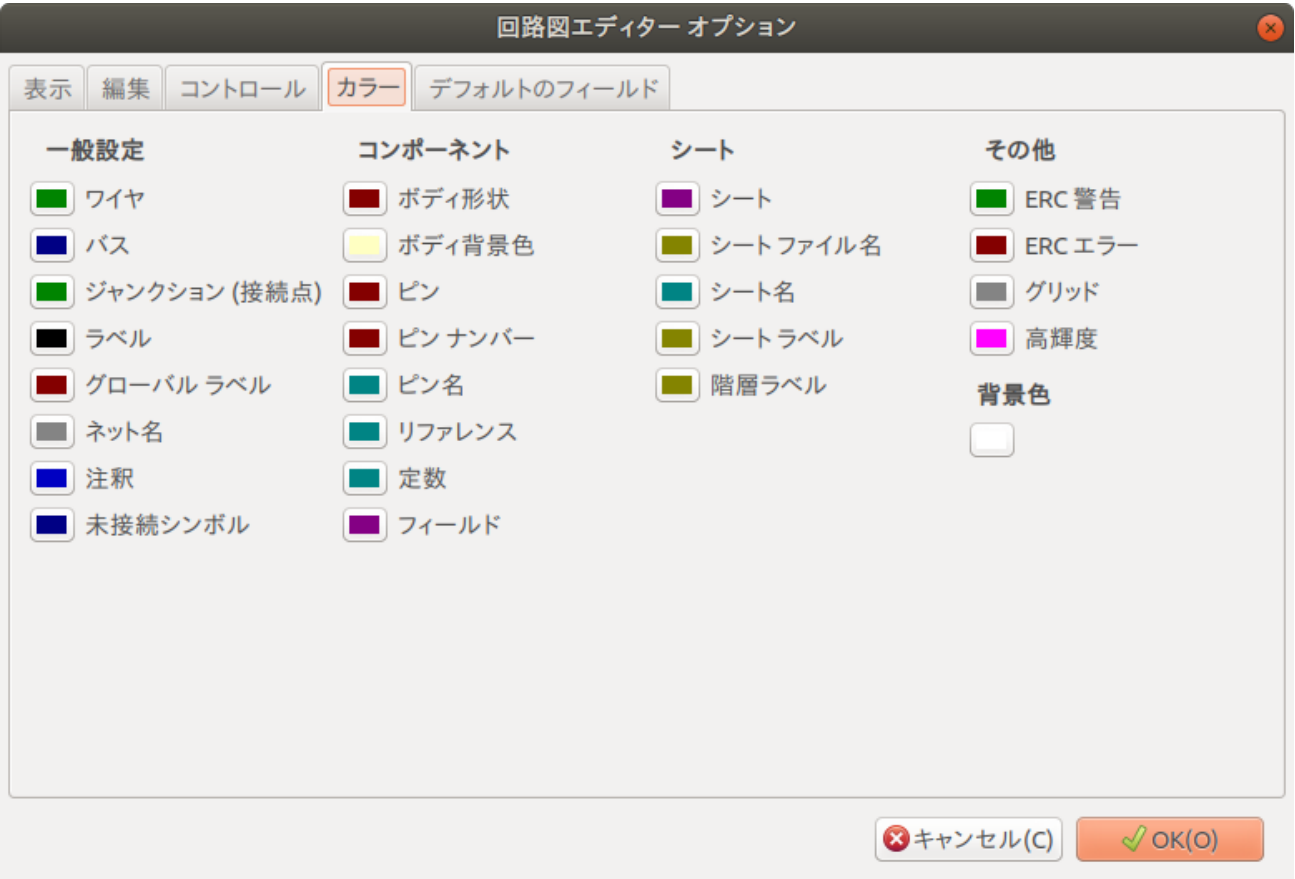 回路図エディター オプション
表示 編集 コントロール カラー デフォルトのフィールド
一般設定
ワイヤ
バス
ジャンクション (接続点)
ラベル
グローバル ラベル
ネット名
注釈
未接続シンボル
コンポーネント
ボディ形状
ボディ背景色
ピン
ピン ナンバー
ピン名
リファレンス
定数
フィールド
シート
シート
シート ファイル名
シート名
シート ラベル
階層ラベル
その他
ERC 警告
ERC エラー
グリッド
高輝度
背景色
キャンセル(C) OK(O)